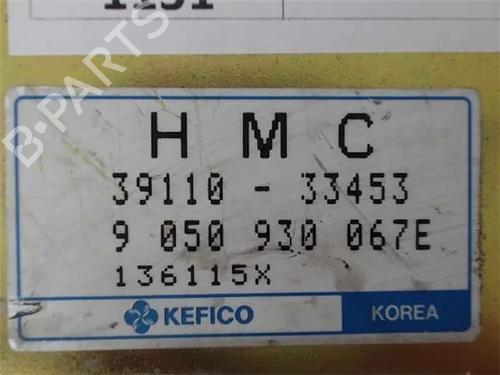 H M C
39110 - 33453
9 050 930 067E
136115X
KEFICO KOREA
B-PARTS